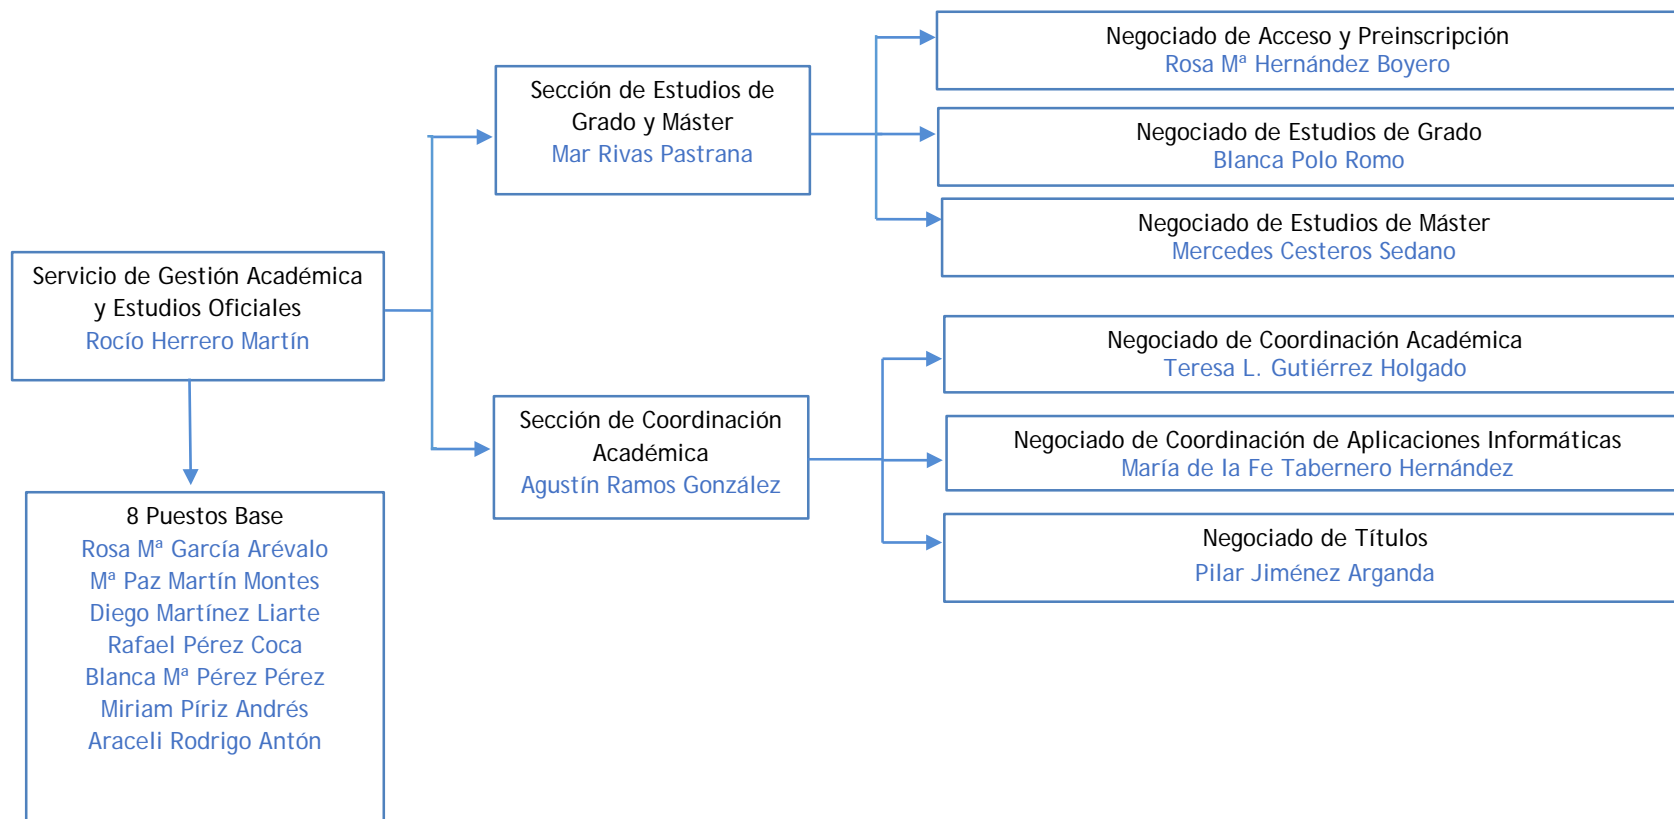 Negociado de Acceso y Preinscripción
Rosa Mª Hernández Boyero
Sección de Estudios de
Grado y Máster
Mar Rivas Pastrana
Negociado de Estudios de Grado
Blanca Polo Romo
Negociado de Estudios de Máster
Mercedes Cesteros Sedano
Servicio de Gestión Académica
y Estudios Oficiales
Rocío Herrero Martín
Negociado de Coordinación Académica
Teresa L. Gutiérrez Holgado
Sección de Coordinación
Académica
Agustín Ramos González
Negociado de Coordinación de Aplicaciones Informáticas
María de la Fe Tabernero Hernández
Negociado de Títulos
Pilar Jiménez Arganda
8 Puestos Base
Rosa Mª García Arévalo
Mª Paz Martín Montes
Diego Martínez Liarte
Rafael Pérez Coca
Blanca Mª Pérez Pérez
Miriam Píriz Andrés
Araceli Rodrigo Antón